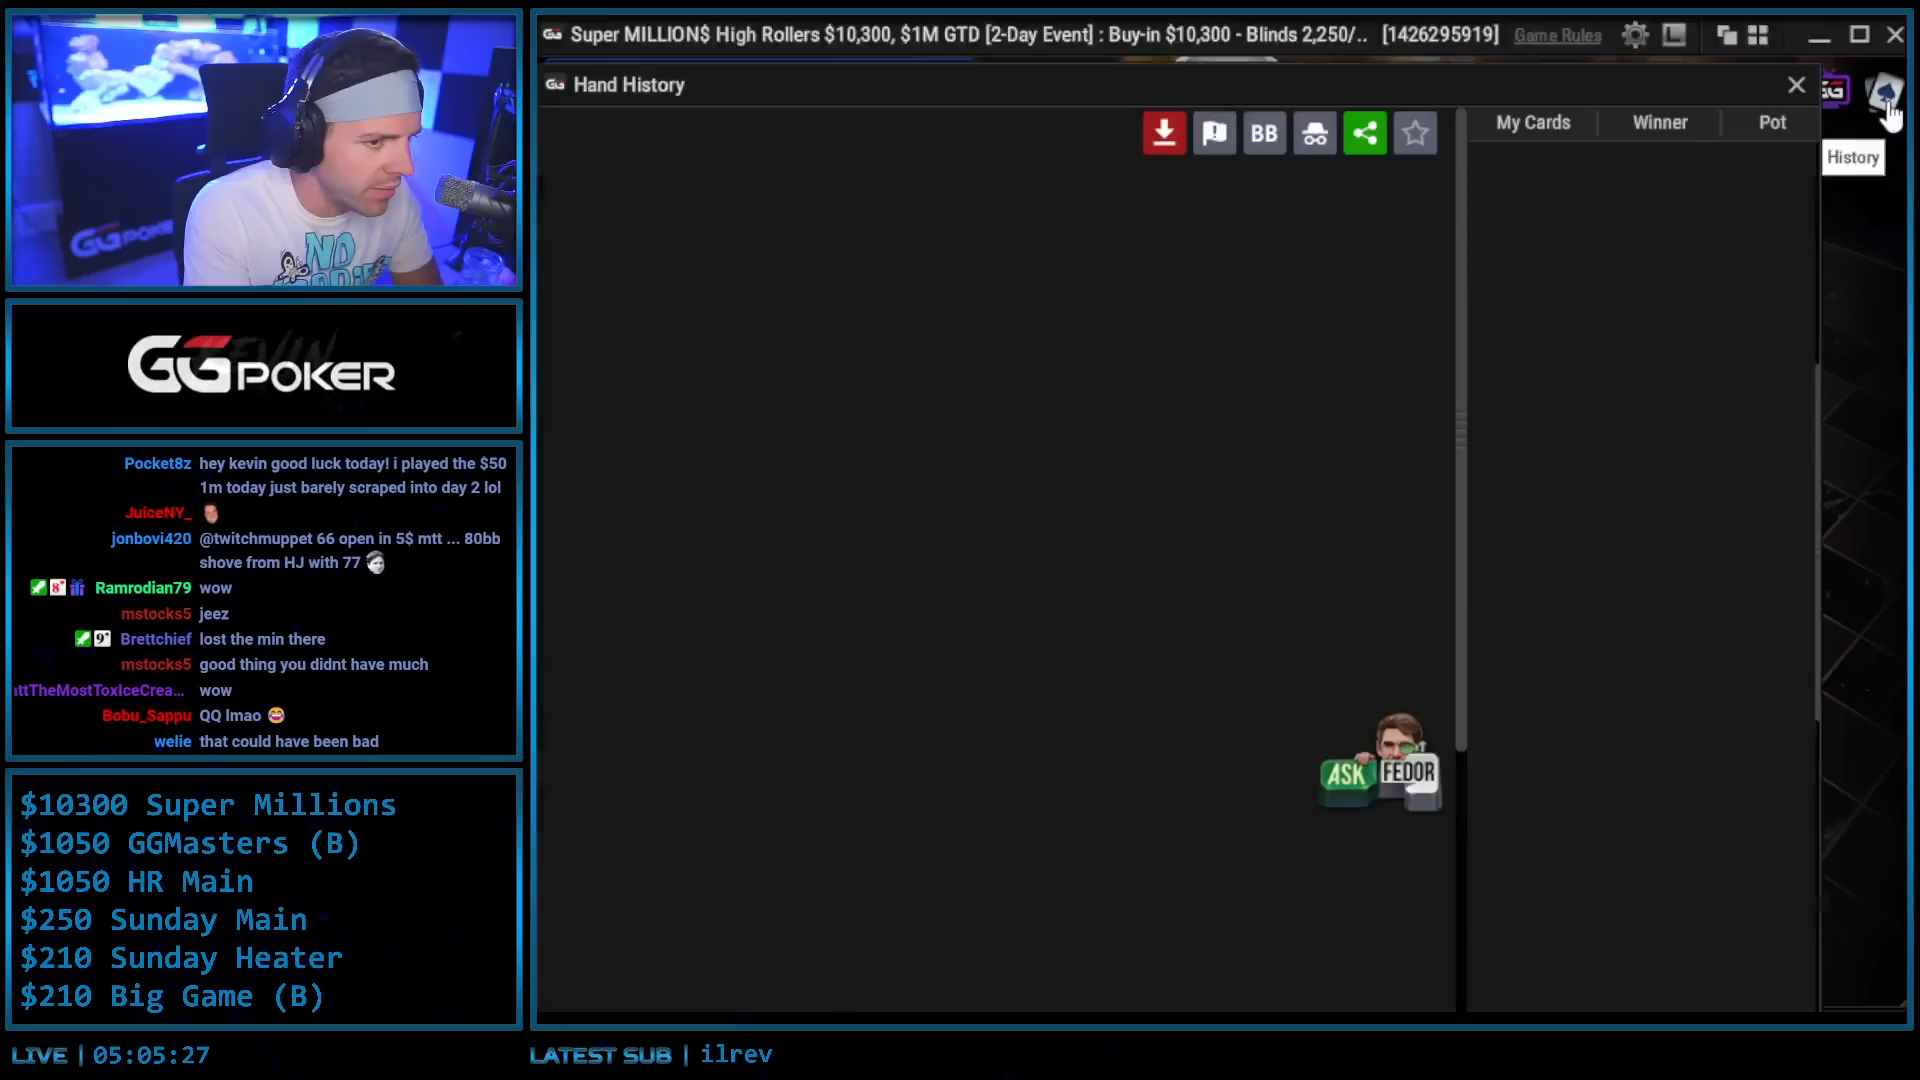 Super MILLION$ High Rollers $10,300, $1M GTD [2-Day Event] : Buy-in $10,300 - Blinds 2,250/.. [1426295919] Game Rules
Hand History
BB
My Cards Winner Pot
History
GGPOKER
NO
GGPOKER
Pocket8z hey kevin good luck today! i played the $50
1m today just barely scraped into day 2 lol
JuiceNY_
jonbovi420 @twitchmuppet 66 open in 5$ mtt ... 80bb
shove from HJ with 77
Ramrodian79 wow
mstocks5 jeez
Brettchief lost the min there
mstocks5 good thing you didnt have much
ttTheMostToxIceCrea... wow
Bobu_Sappu QQ lmao
welie that could have been bad
ASK FEDOR
$10300 Super Millions
$1050 GGMasters (B)
$1050 HR Main
$250 Sunday Main
$210 Sunday Heater
$210 Big Game (B)
LIVE | 05:05:27
LATEST SUB | ilrev